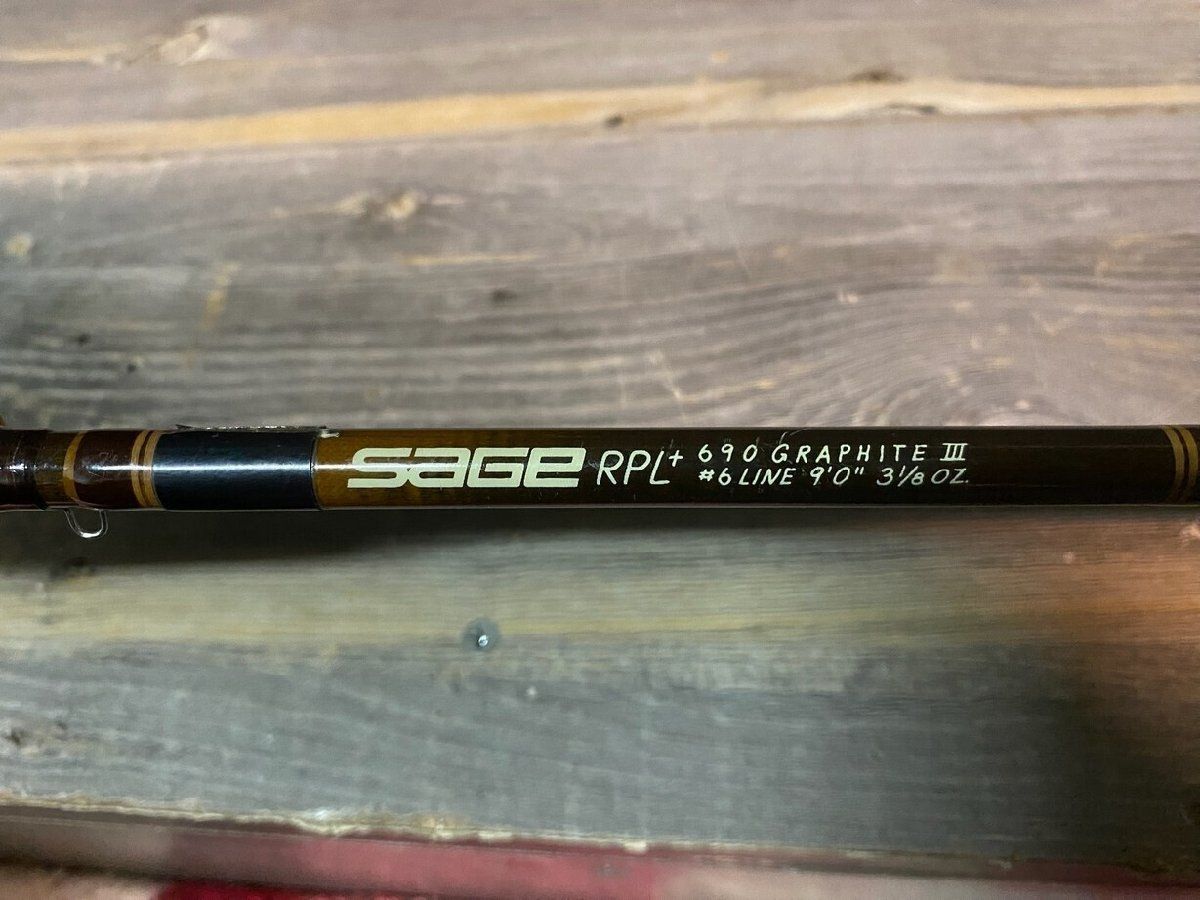 SAGE RPL+ 690 GRAPHITE III
#6 LINE 9'0" 3 1/8 OZ.